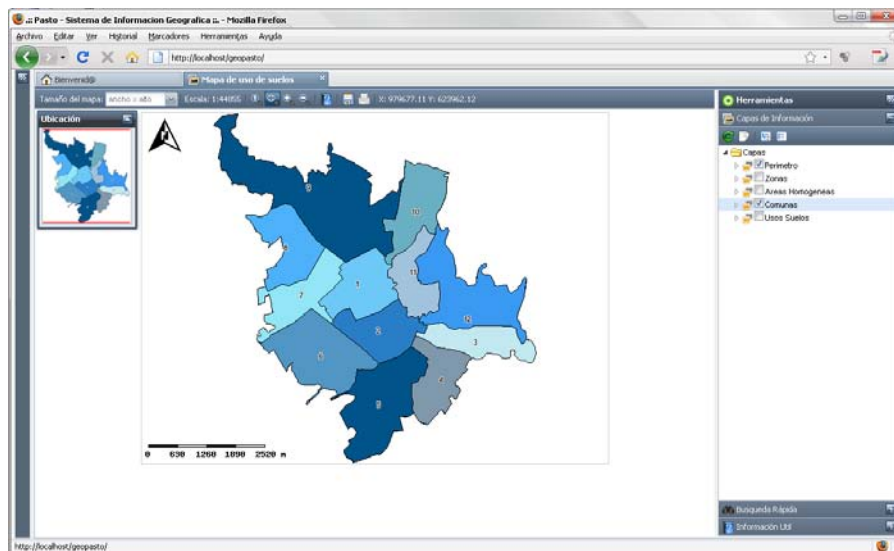 .:: Pasto - Sistema de Informacion Geografica ::. - Mozilla Firefox
Archivo Editar Ver Historial Marcadores Herramientas Ayuda
http://localhost/geopasto/
Bienvenid@
Mapa de uso de suelos
Tamaño del mapa: ancho x alto Escala: 1:44055 X: 979677.11 Y: 623962.12
Ubicación
Herramientas
Capas de Información
Capas
Perimetro
Zonas
Areas Homogeneas
Comunas
Usos Suelos
9
10
8
11
7
1
12
2
3
6
4
5
0 630 1260 1890 2520 m
Busqueda Rápida
Información Util
http://localhost/geopasto/